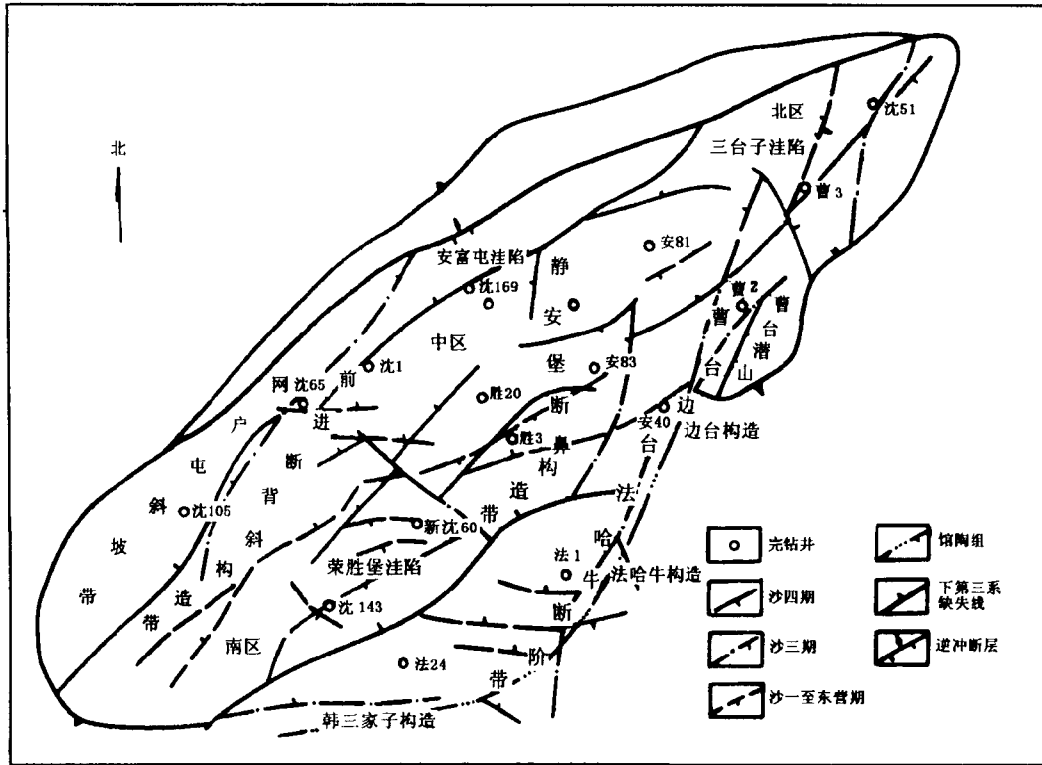 北
北区
沈51
三台子洼陷
曹3
安81
安富屯洼陷
沈169
静安堡断鼻构造带
曹2
曹台潜山
中区
沈1
安83
网沈65
前进断背斜构造带
胜20
户屯斜坡带
胜3
安40
边台构造
沈105
新沈60
边台法哈牛断阶带
曹台
荣胜堡洼陷
法1
法哈牛构造
沈143
南区
法24
韩三家子构造
完钻井
沙四期
沙三期
沙一至东营期
馆陶组
下第三系
缺失线
逆冲断层